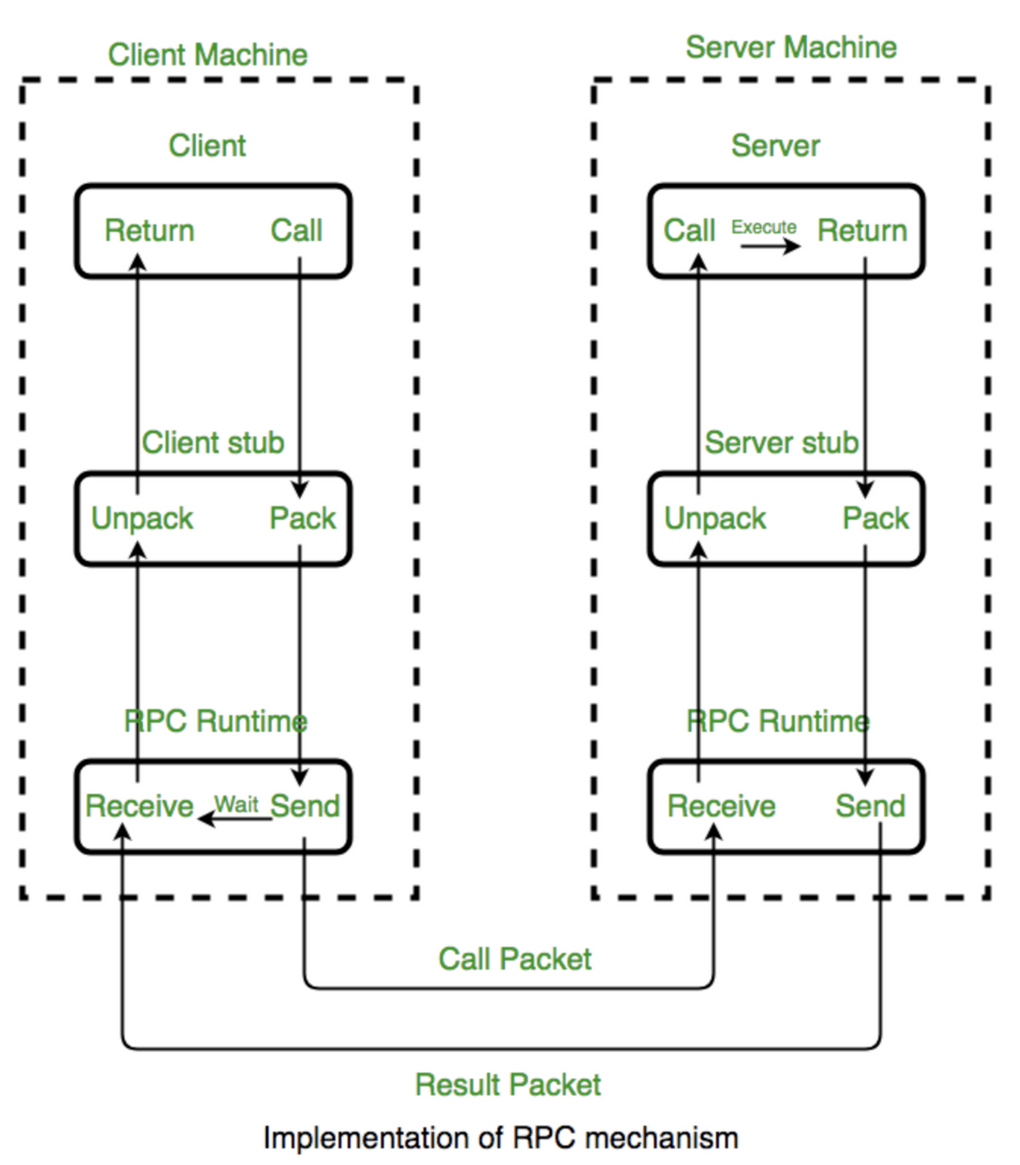 Client Machine
Server Machine
Client
Server
Return Call
Call Execute Return
Client stub
Server stub
Unpack Pack
Unpack Pack
RPC Runtime
RPC Runtime
Receive Wait Send
Receive Send
Call Packet
Result Packet
Implementation of RPC mechanism